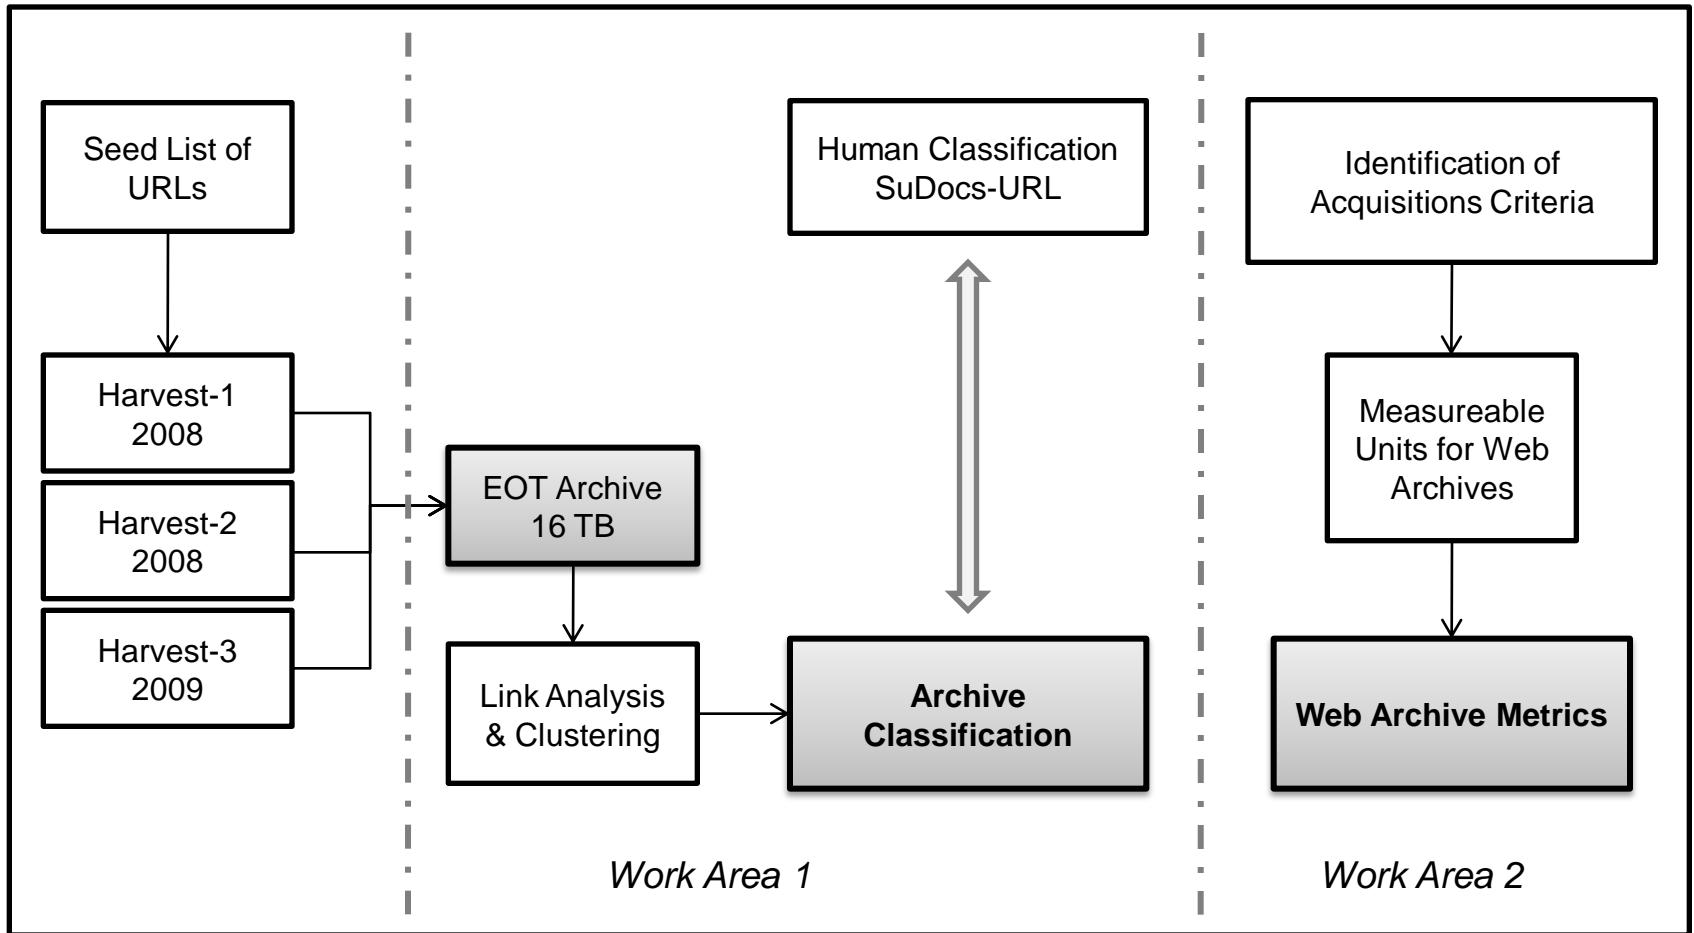 Seed List of
URLs
Harvest-1
2008
Harvest-2
2008
Harvest-3
2009
EOT Archive
16 TB
Link Analysis
& Clustering
Human Classification
SuDocs-URL
Archive
Classification
Work Area 1
Identification of
Acquisitions Criteria
Measureable
Units for Web
Archives
Web Archive Metrics
Work Area 2